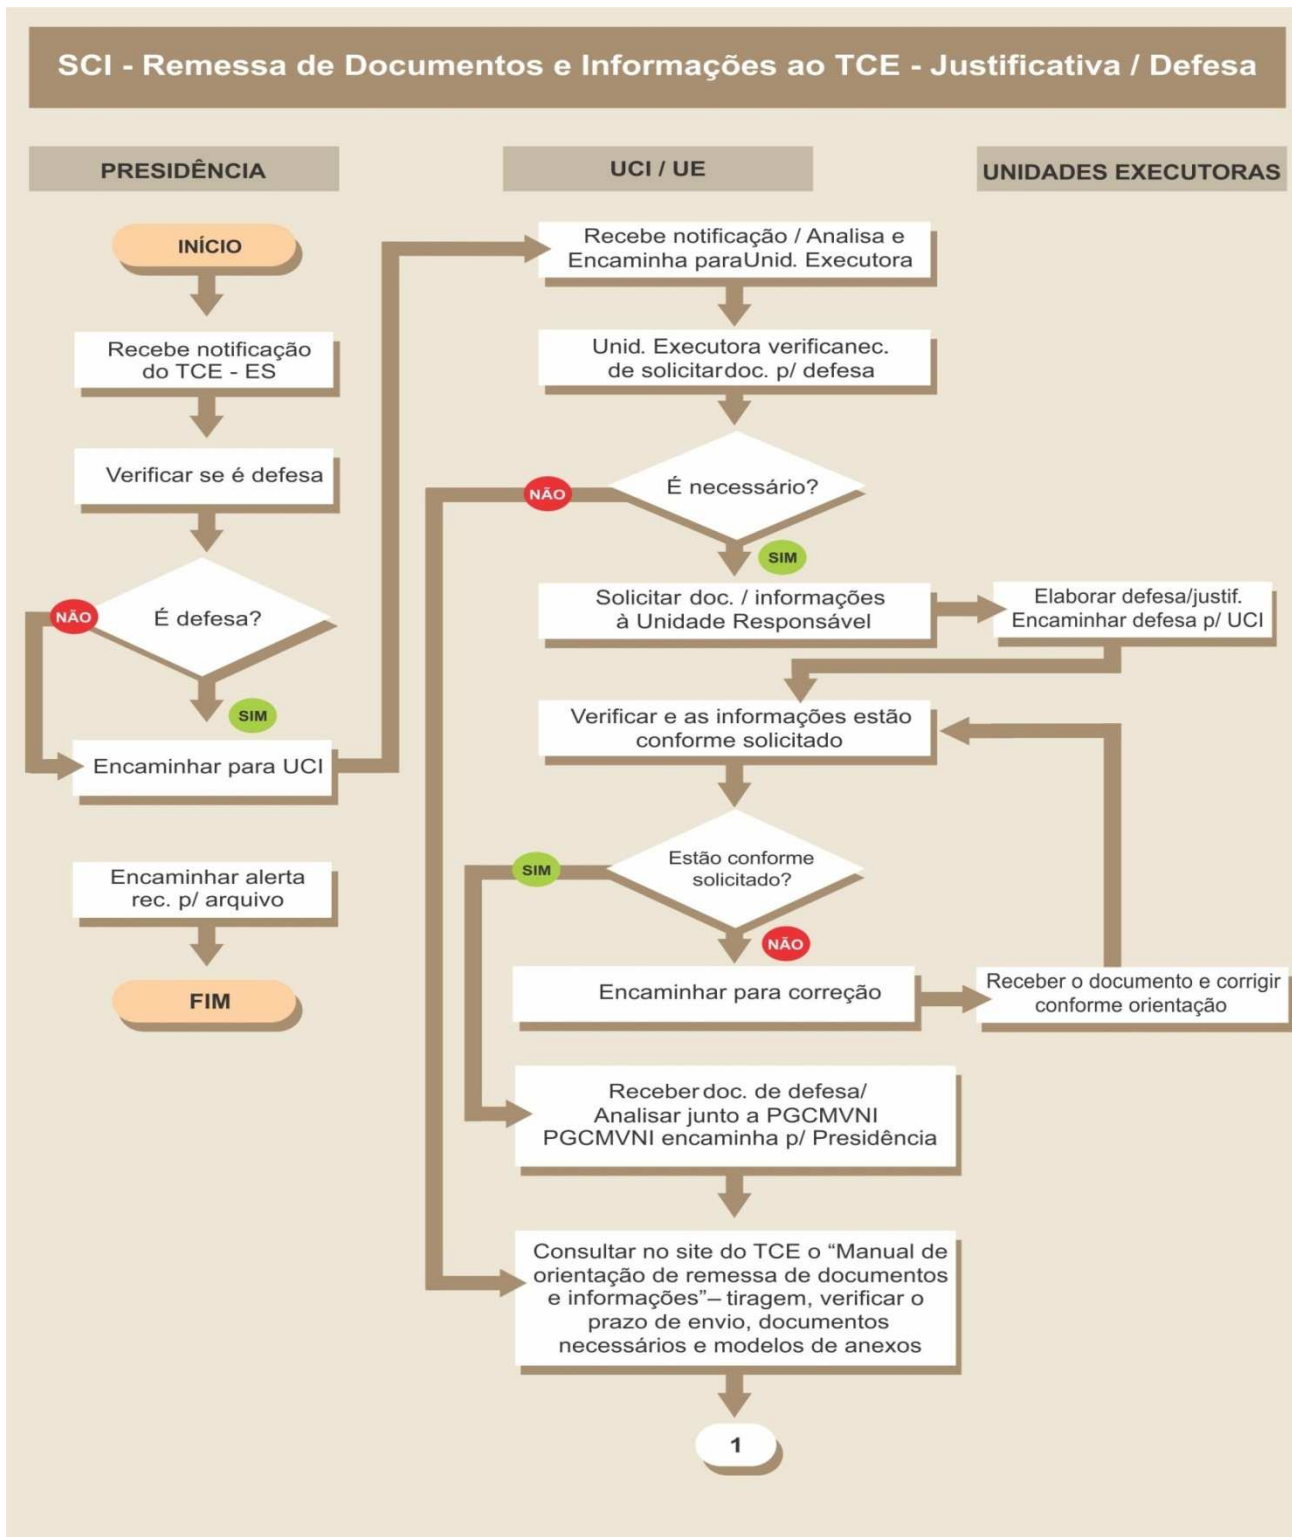 SCI - Remessa de Documentos e Informações ao TCE - Justificativa / Defesa
PRESIDÊNCIA
INÍCIO
Recebe notificação
do TCE - ES
Verificar se é defesa
É defesa?
NÃO
SIM
Encaminhar para UCI
Encaminhar alerta
rec. p/ arquivo
FIM
UCI / UE
Recebe notificação / Analisa e
Encaminha paraUnid. Executora
Unid. Executora verificanec.
de solicitardoc. p/ defesa
É necessário?
NÃO
SIM
Solicitar doc. / informações
à Unidade Responsável
Verificar e as informações estão
conforme solicitado
Estão conforme
solicitado?
SIM
NÃO
Encaminhar para correção
Receberdoc. de defesa/
Analisar junto a PGCMVNI
PGCMVNI encaminha p/ Presidência
Consultar no site do TCE o “Manual de
orientação de remessa de documentos
e informações”– tiragem, verificar o
prazo de envio, documentos
necessários e modelos de anexos
1
UNIDADES EXECUTORAS
Elaborar defesa/justif.
Encaminhar defesa p/ UCI
Receber o documento e corrigir
conforme orientação